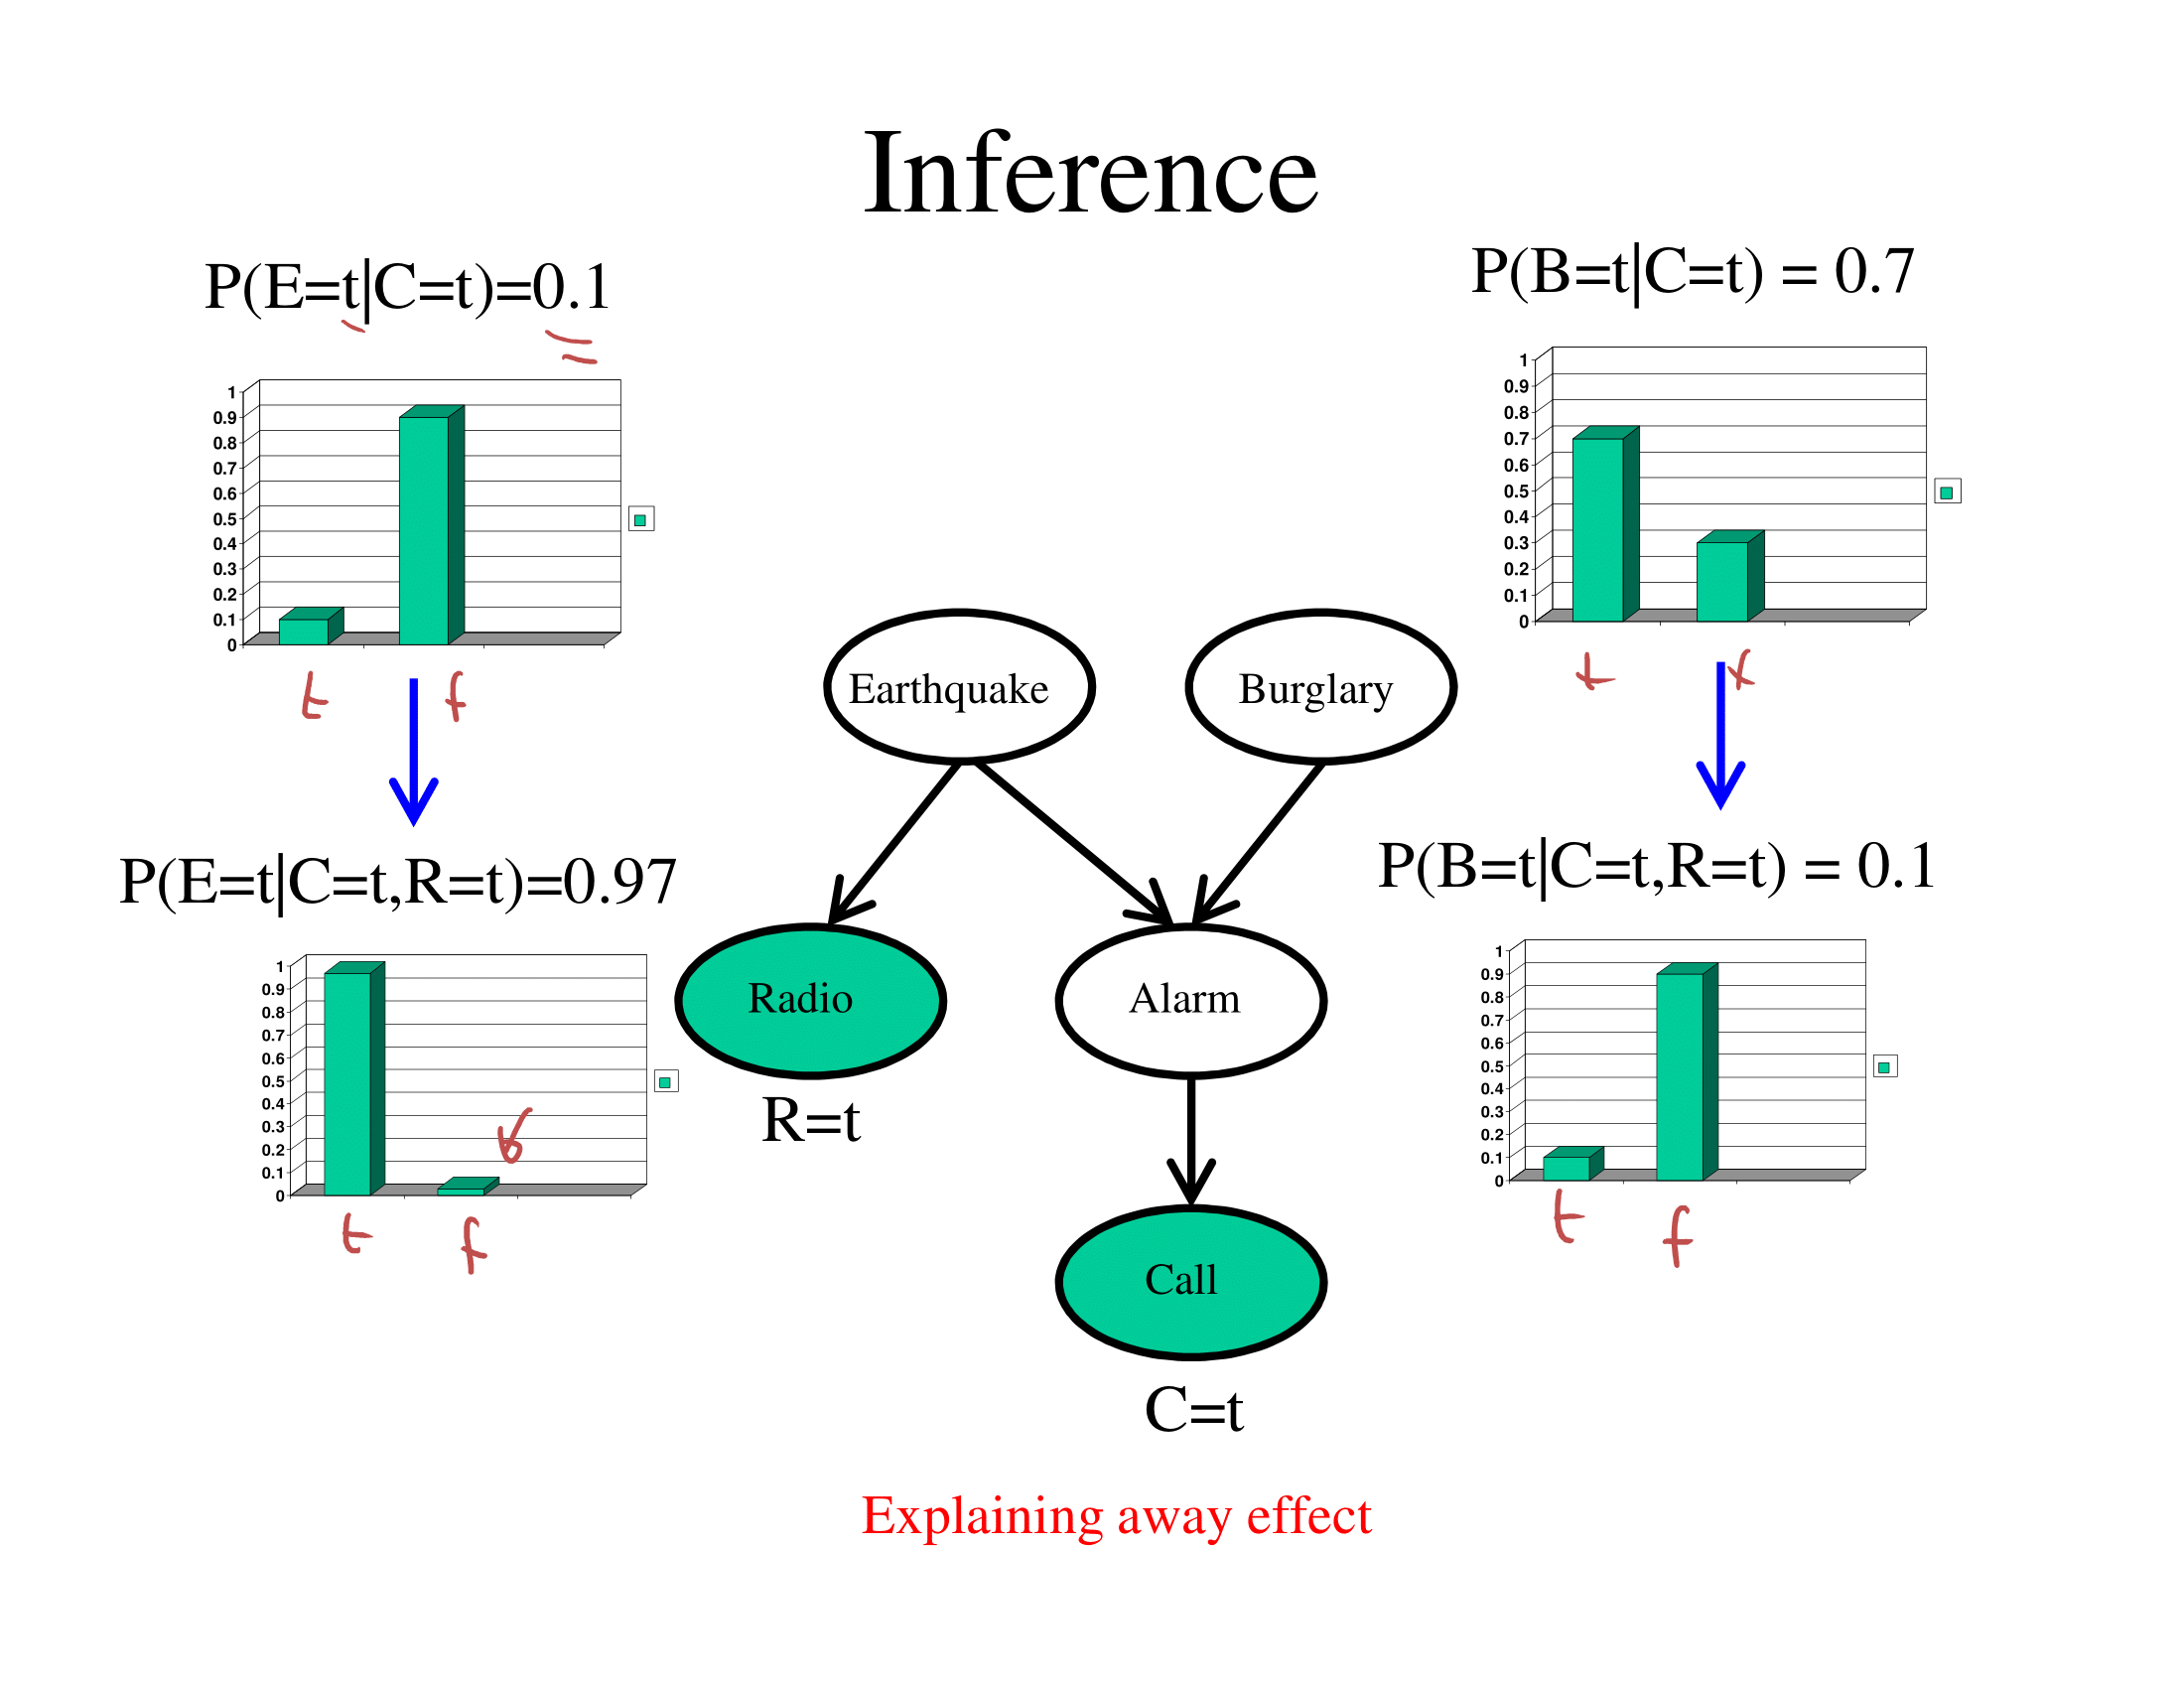 Inference
P(E=t|C=t)=0.1
P(B=t|C=t) = 0.7
1
0.9
0.8
0.7
0.6
0.5
0.4
0.3
0.2
0.1
0
t f
1
0.9
0.8
0.7
0.6
0.5
0.4
0.3
0.2
0.1
0
t f
Earthquake
Burglary
P(E=t|C=t,R=t)=0.97
P(B=t|C=t,R=t) = 0.1
1
0.9
0.8
0.7
0.6
0.5
0.4
0.3
0.2
0.1
0
t f
Radio
Alarm
R=t
1
0.9
0.8
0.7
0.6
0.5
0.4
0.3
0.2
0.1
0
t f
Call
C=t
Explaining away effect